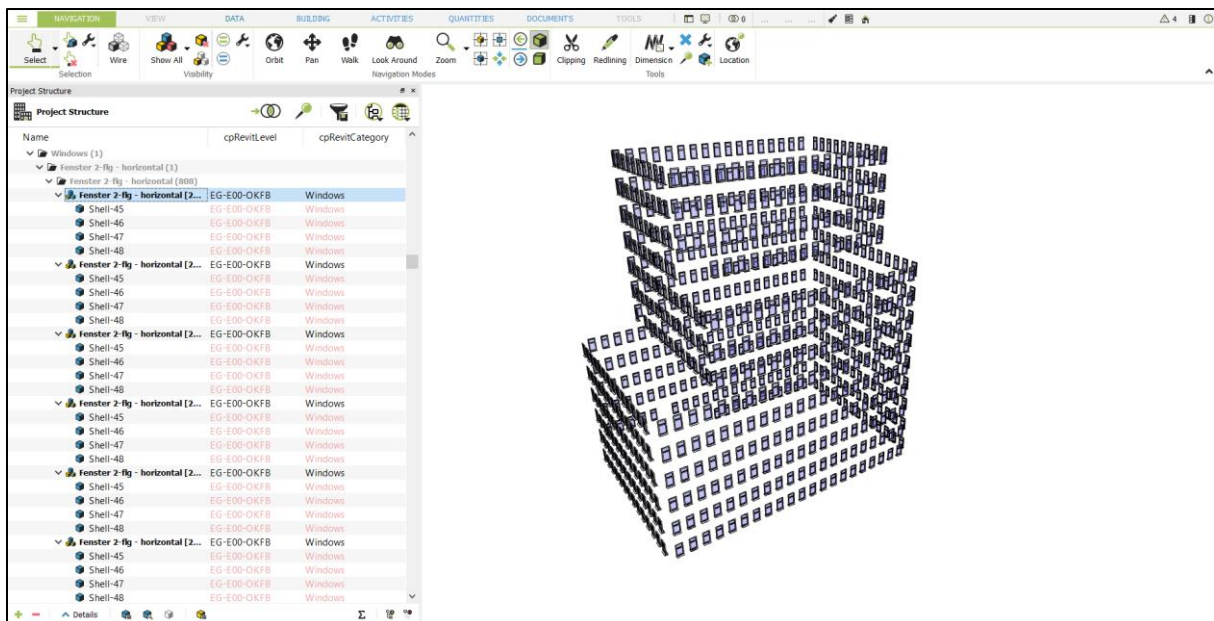 NAVIGATION VIEW DATA BUILDING ACTIVITIES QUANTITIES DOCUMENTS TOOLS 0 ... ... ... 4
Select Wire Show All Orbit Pan Walk Look Around Zoom Clipping Redlining Dimension Location
Selection Visibility Navigation Modes Tools
Project Structure
Project Structure
Name cpRevitLevel cpRevitCategory
Windows (1)
Fenster 2-flg - horizontal (1)
Fenster 2-flg - horizontal (808)
Fenster 2-flg - horizontal [2... EG-E00-OKFB Windows
Shell-45 EG-E00-OKFB Windows
Shell-46 EG-E00-OKFB Windows
Shell-47 EG-E00-OKFB Windows
Shell-48 EG-E00-OKFB Windows
Fenster 2-flg - horizontal [2... EG-E00-OKFB Windows
Shell-45 EG-E00-OKFB Windows
Shell-46 EG-E00-OKFB Windows
Shell-47 EG-E00-OKFB Windows
Shell-48 EG-E00-OKFB Windows
Fenster 2-flg - horizontal [2... EG-E00-OKFB Windows
Shell-45 EG-E00-OKFB Windows
Shell-46 EG-E00-OKFB Windows
Shell-47 EG-E00-OKFB Windows
Shell-48 EG-E00-OKFB Windows
Fenster 2-flg - horizontal [2... EG-E00-OKFB Windows
Shell-45 EG-E00-OKFB Windows
Shell-46 EG-E00-OKFB Windows
Shell-47 EG-E00-OKFB Windows
Shell-48 EG-E00-OKFB Windows
Fenster 2-flg - horizontal [2... EG-E00-OKFB Windows
Shell-45 EG-E00-OKFB Windows
Shell-46 EG-E00-OKFB Windows
Shell-47 EG-E00-OKFB Windows
Shell-48 EG-E00-OKFB Windows
Fenster 2-flg - horizontal [2... EG-E00-OKFB Windows
Shell-45 EG-E00-OKFB Windows
Shell-46 EG-E00-OKFB Windows
Shell-47 EG-E00-OKFB Windows
Shell-48 EG-E00-OKFB Windows
Details Σ